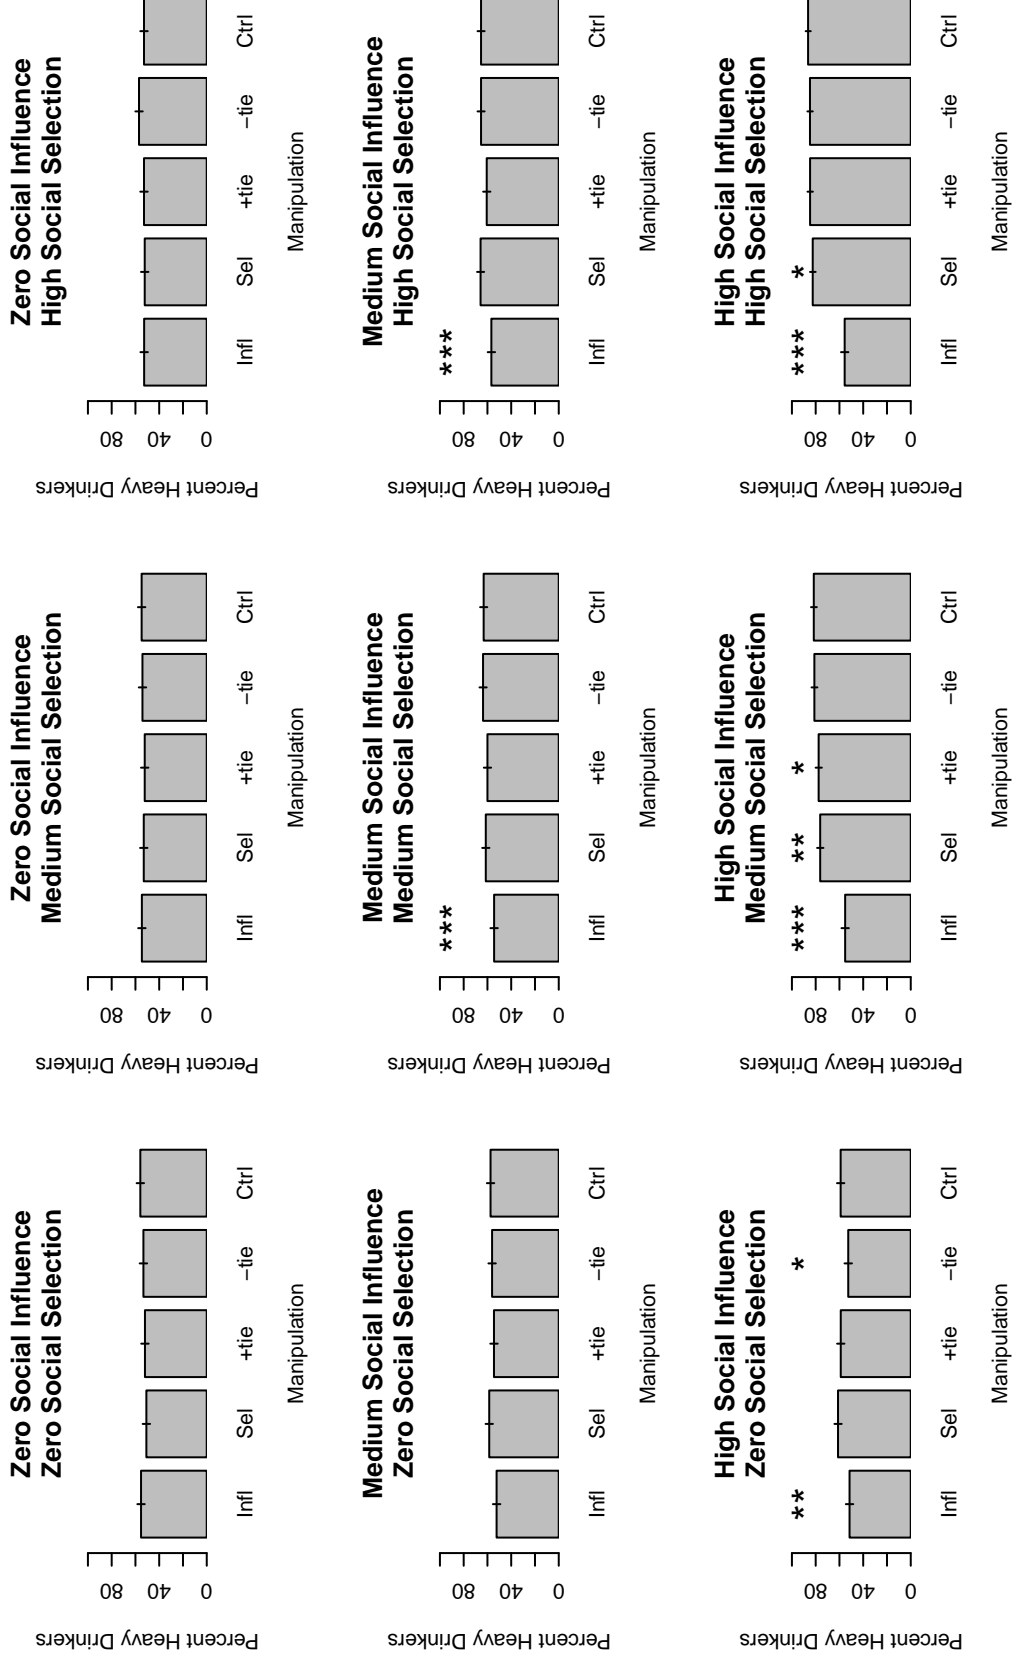 Zero Social Influence
Zero Social Selection
Percent Heavy Drinkers
0 40 80
Infl Sel +tie −tie Ctrl
Manipulation
Zero Social Influence
Medium Social Selection
Percent Heavy Drinkers
0 40 80
Infl Sel +tie −tie Ctrl
Manipulation
Zero Social Influence
High Social Selection
Percent Heavy Drinkers
0 40 80
Infl Sel +tie −tie Ctrl
Manipulation
Medium Social Influence
Zero Social Selection
Percent Heavy Drinkers
0 40 80
Infl Sel +tie −tie Ctrl
Manipulation
Medium Social Influence
Medium Social Selection
Percent Heavy Drinkers
0 40 80
***
Infl Sel +tie −tie Ctrl
Manipulation
Medium Social Influence
High Social Selection
Percent Heavy Drinkers
0 40 80
***
Infl Sel +tie −tie Ctrl
Manipulation
High Social Influence
Zero Social Selection
Percent Heavy Drinkers
0 40 80
** *
Infl Sel +tie −tie Ctrl
Manipulation
High Social Influence
Medium Social Selection
Percent Heavy Drinkers
0 40 80
*** ** *
Infl Sel +tie −tie Ctrl
Manipulation
High Social Influence
High Social Selection
Percent Heavy Drinkers
0 40 80
*** *
Infl Sel +tie −tie Ctrl
Manipulation